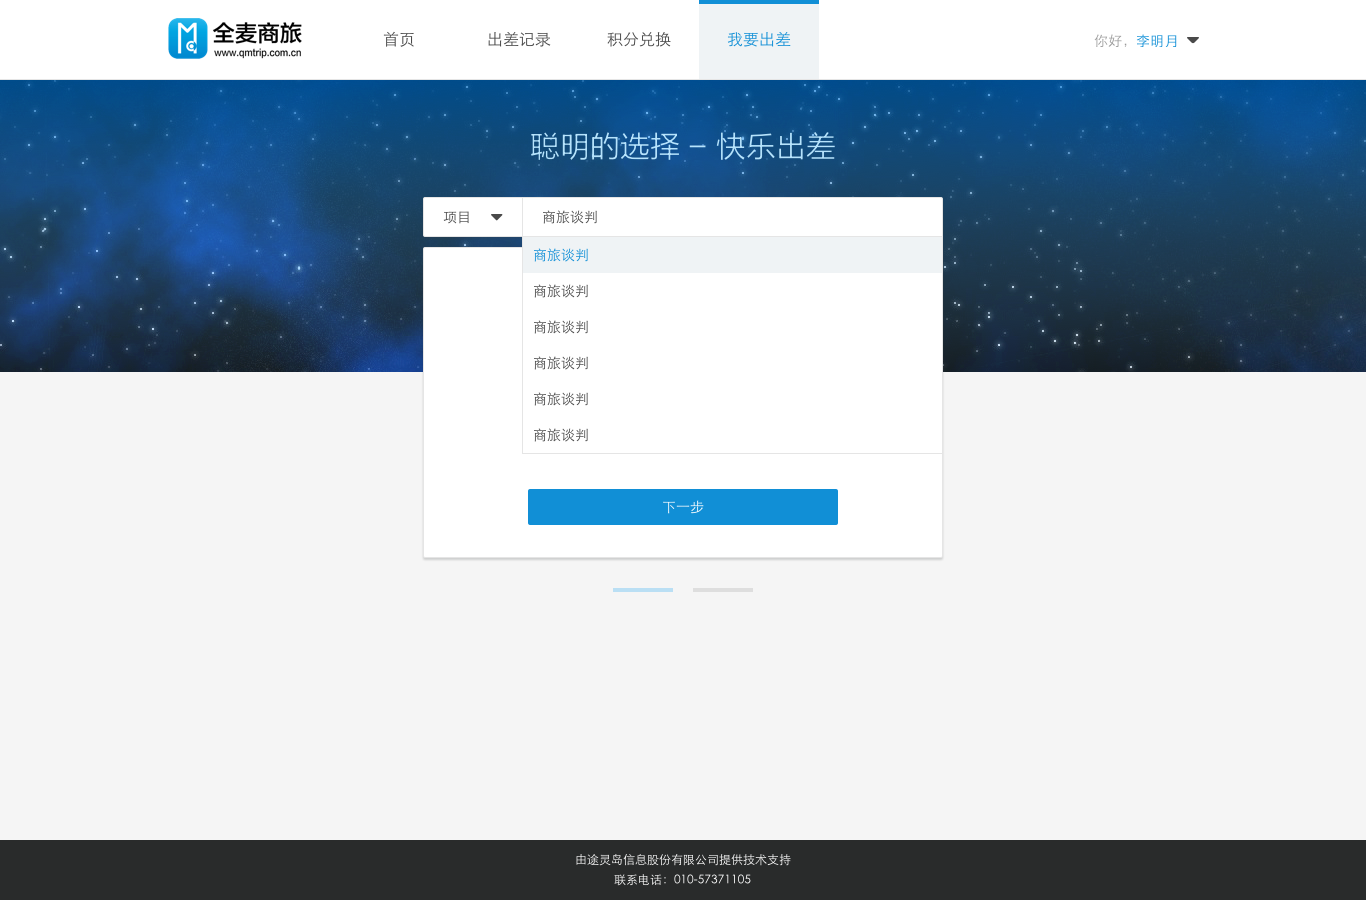 全麦商旅
www.qmtrip.com.cn
首页
出差记录
积分兑换
我要出差
你好，李明月
聪明的选择 – 快乐出差
项目
商旅谈判
商旅谈判
商旅谈判
商旅谈判
商旅谈判
商旅谈判
商旅谈判
下一步
由途灵岛信息股份有限公司提供技术支持
联系电话：010-57371105